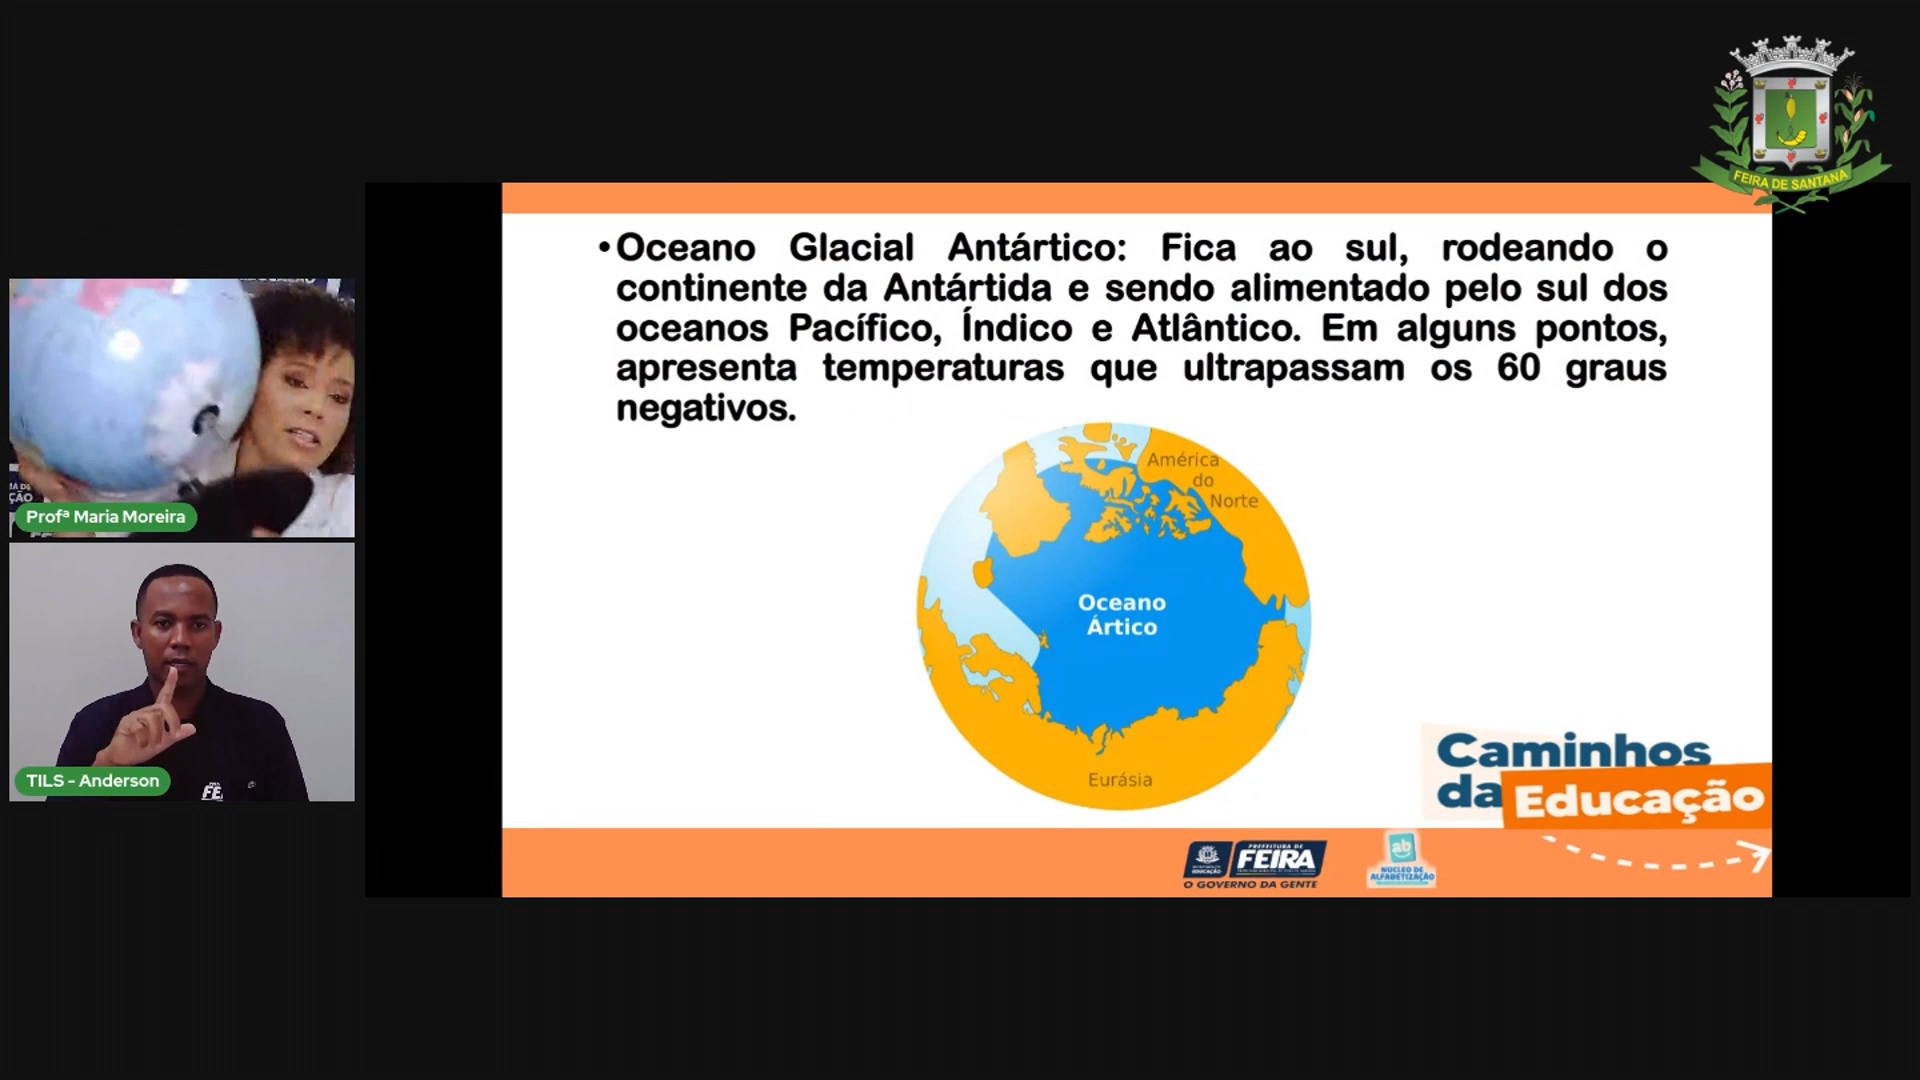 FEIRA DE SANTANA
• Oceano Glacial Antártico: Fica ao sul, rodeando o
continente da Antártida e sendo alimentado pelo sul dos
oceanos Pacífico, Índico e Atlântico. Em alguns pontos,
apresenta temperaturas que ultrapassam os 60 graus
negativos.
América
do
Norte
Oceano
Ártico
Eurásia
Profª Maria Moreira
TILS - Anderson
Caminhos
da Educação
EDUCAÇÃO
PREFEITURA DE
FEIRA
O GOVERNO DA GENTE
ab
NÚCLEO DE
ALFABETIZAÇÃO